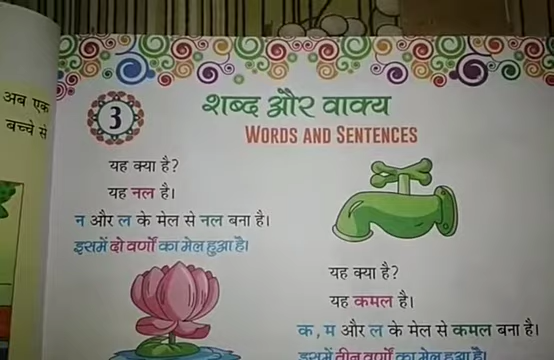 अब एक
बच्चे से
3
शब्द और वाक्य
WORDS AND SENTENCES
यह क्या है?
यह नल है।
न और ल के मेल से नल बना है।
इसमें दो वर्णों का मेल हुआ है।
यह क्या है?
यह कमल है।
क, म और ल के मेल से कमल बना है।
इसमें तीन वर्णों का मेल हुआ है।